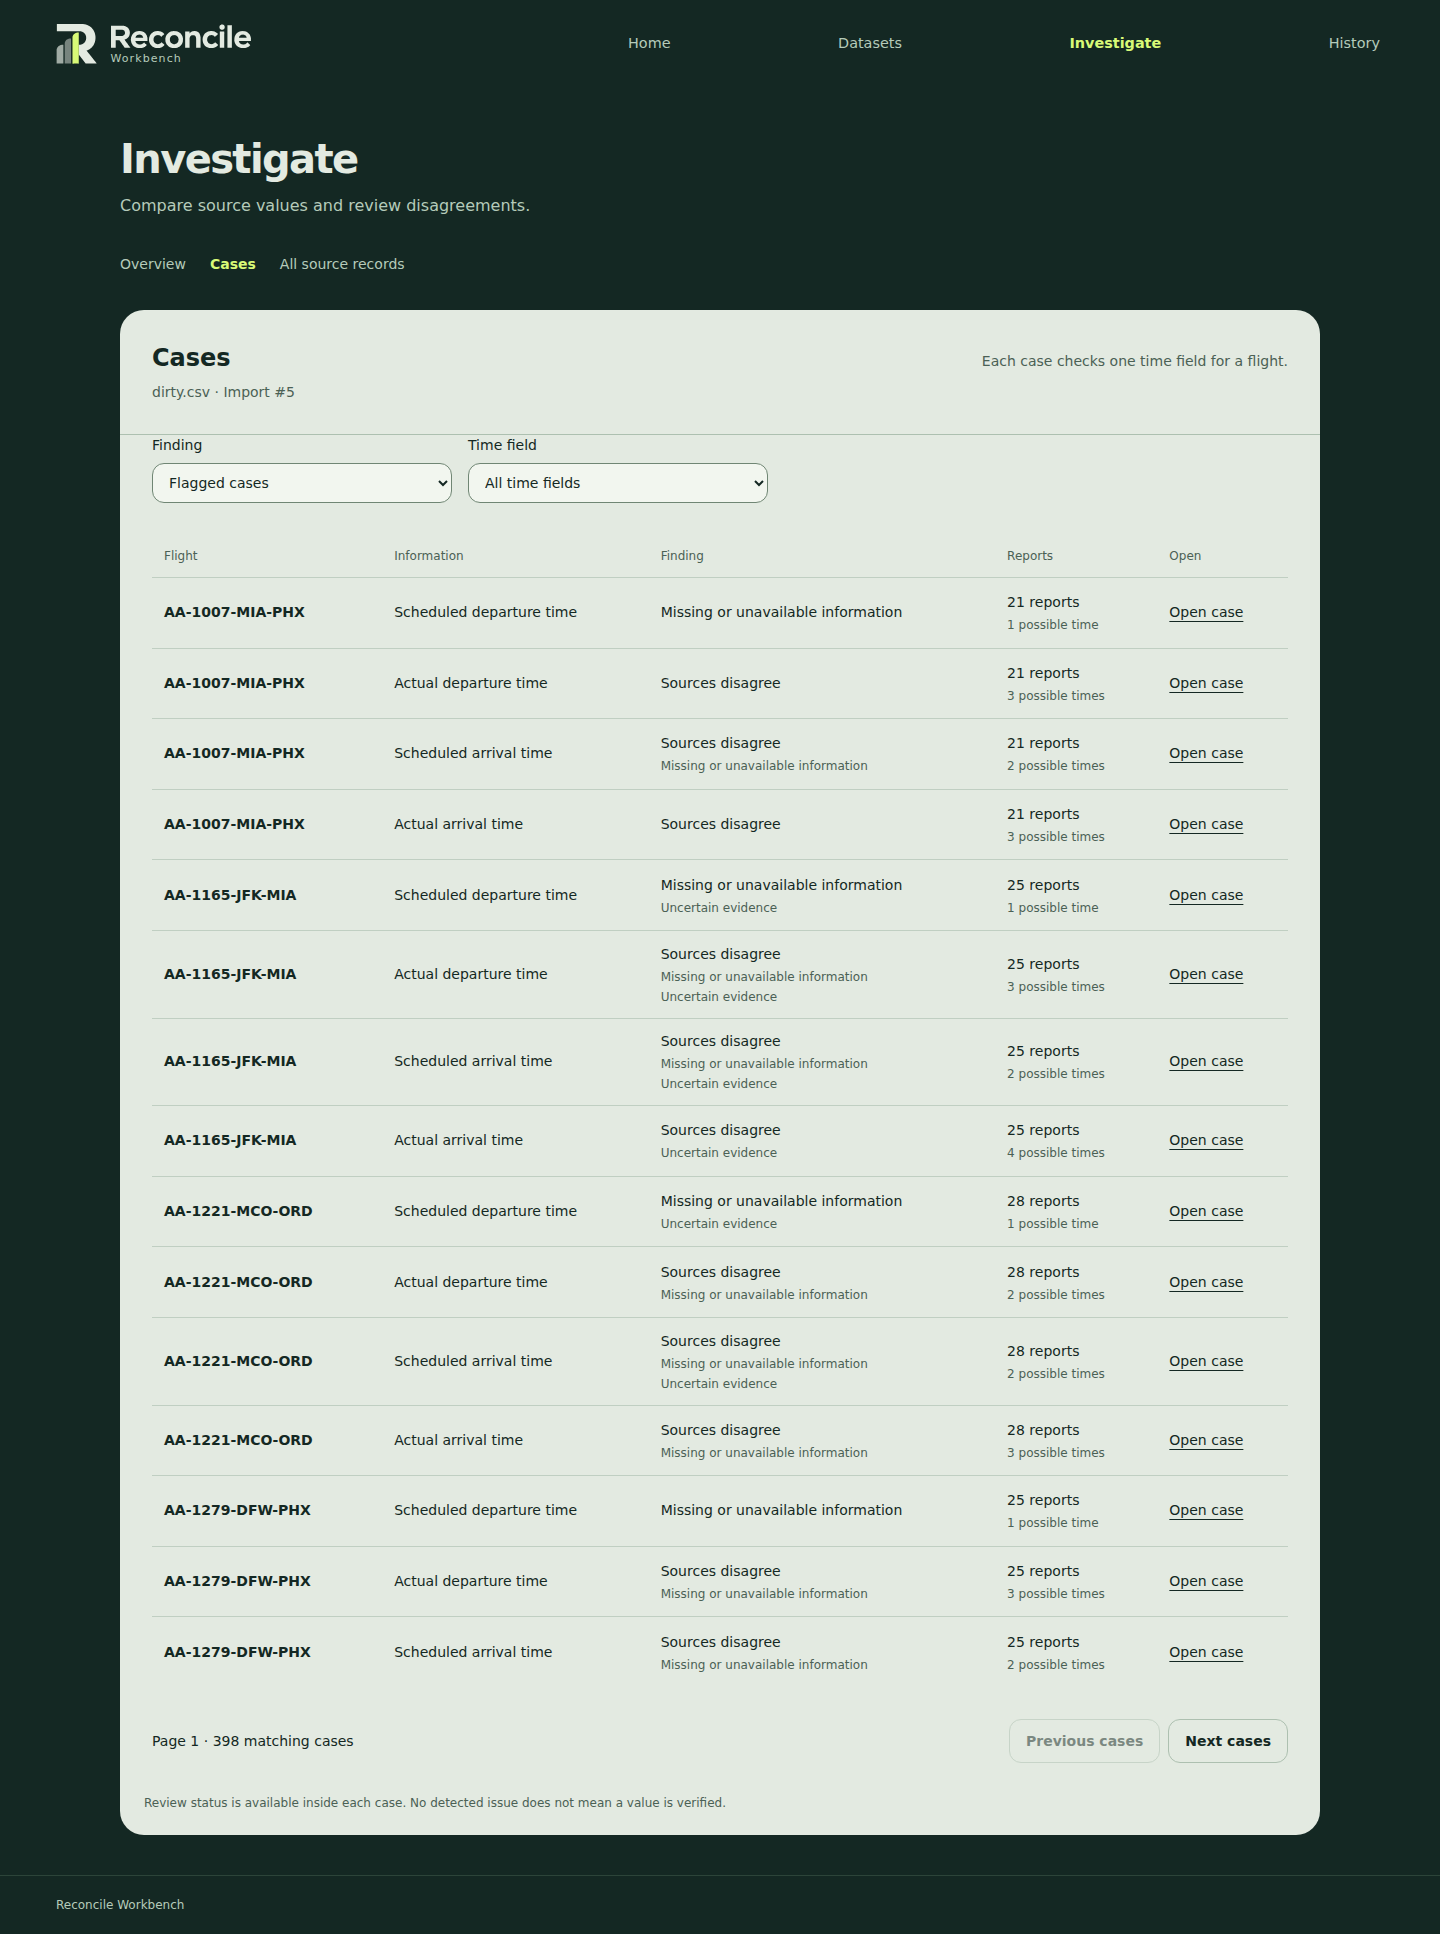 Reconcile
Workbench
Home Datasets Investigate History
Investigate
Compare source values and review disagreements.
Overview Cases All source records
Cases
Each case checks one time field for a flight.
dirty.csv · Import #5
Finding Time field
Flagged cases All time fields
Flight Information Finding Reports Open
AA-1007-MIA-PHX Scheduled departure time Missing or unavailable information 21 reports Open case
1 possible time
AA-1007-MIA-PHX Actual departure time Sources disagree 21 reports Open case
3 possible times
AA-1007-MIA-PHX Scheduled arrival time Sources disagree 21 reports Open case
Missing or unavailable information 2 possible times
AA-1007-MIA-PHX Actual arrival time Sources disagree 21 reports Open case
3 possible times
AA-1165-JFK-MIA Scheduled departure time Missing or unavailable information 25 reports Open case
Uncertain evidence 1 possible time
AA-1165-JFK-MIA Actual departure time Sources disagree 25 reports Open case
Missing or unavailable information 3 possible times
Uncertain evidence
AA-1165-JFK-MIA Scheduled arrival time Sources disagree 25 reports Open case
Missing or unavailable information 2 possible times
Uncertain evidence
AA-1165-JFK-MIA Actual arrival time Sources disagree 25 reports Open case
Uncertain evidence 4 possible times
AA-1221-MCO-ORD Scheduled departure time Missing or unavailable information 28 reports Open case
Uncertain evidence 1 possible time
AA-1221-MCO-ORD Actual departure time Sources disagree 28 reports Open case
Missing or unavailable information 2 possible times
AA-1221-MCO-ORD Scheduled arrival time Sources disagree 28 reports Open case
Missing or unavailable information 2 possible times
Uncertain evidence
AA-1221-MCO-ORD Actual arrival time Sources disagree 28 reports Open case
Missing or unavailable information 3 possible times
AA-1279-DFW-PHX Scheduled departure time Missing or unavailable information 25 reports Open case
1 possible time
AA-1279-DFW-PHX Actual departure time Sources disagree 25 reports Open case
Missing or unavailable information 3 possible times
AA-1279-DFW-PHX Scheduled arrival time Sources disagree 25 reports Open case
Missing or unavailable information 2 possible times
Page 1 · 398 matching cases Previous cases Next cases
Review status is available inside each case. No detected issue does not mean a value is verified.
Reconcile Workbench